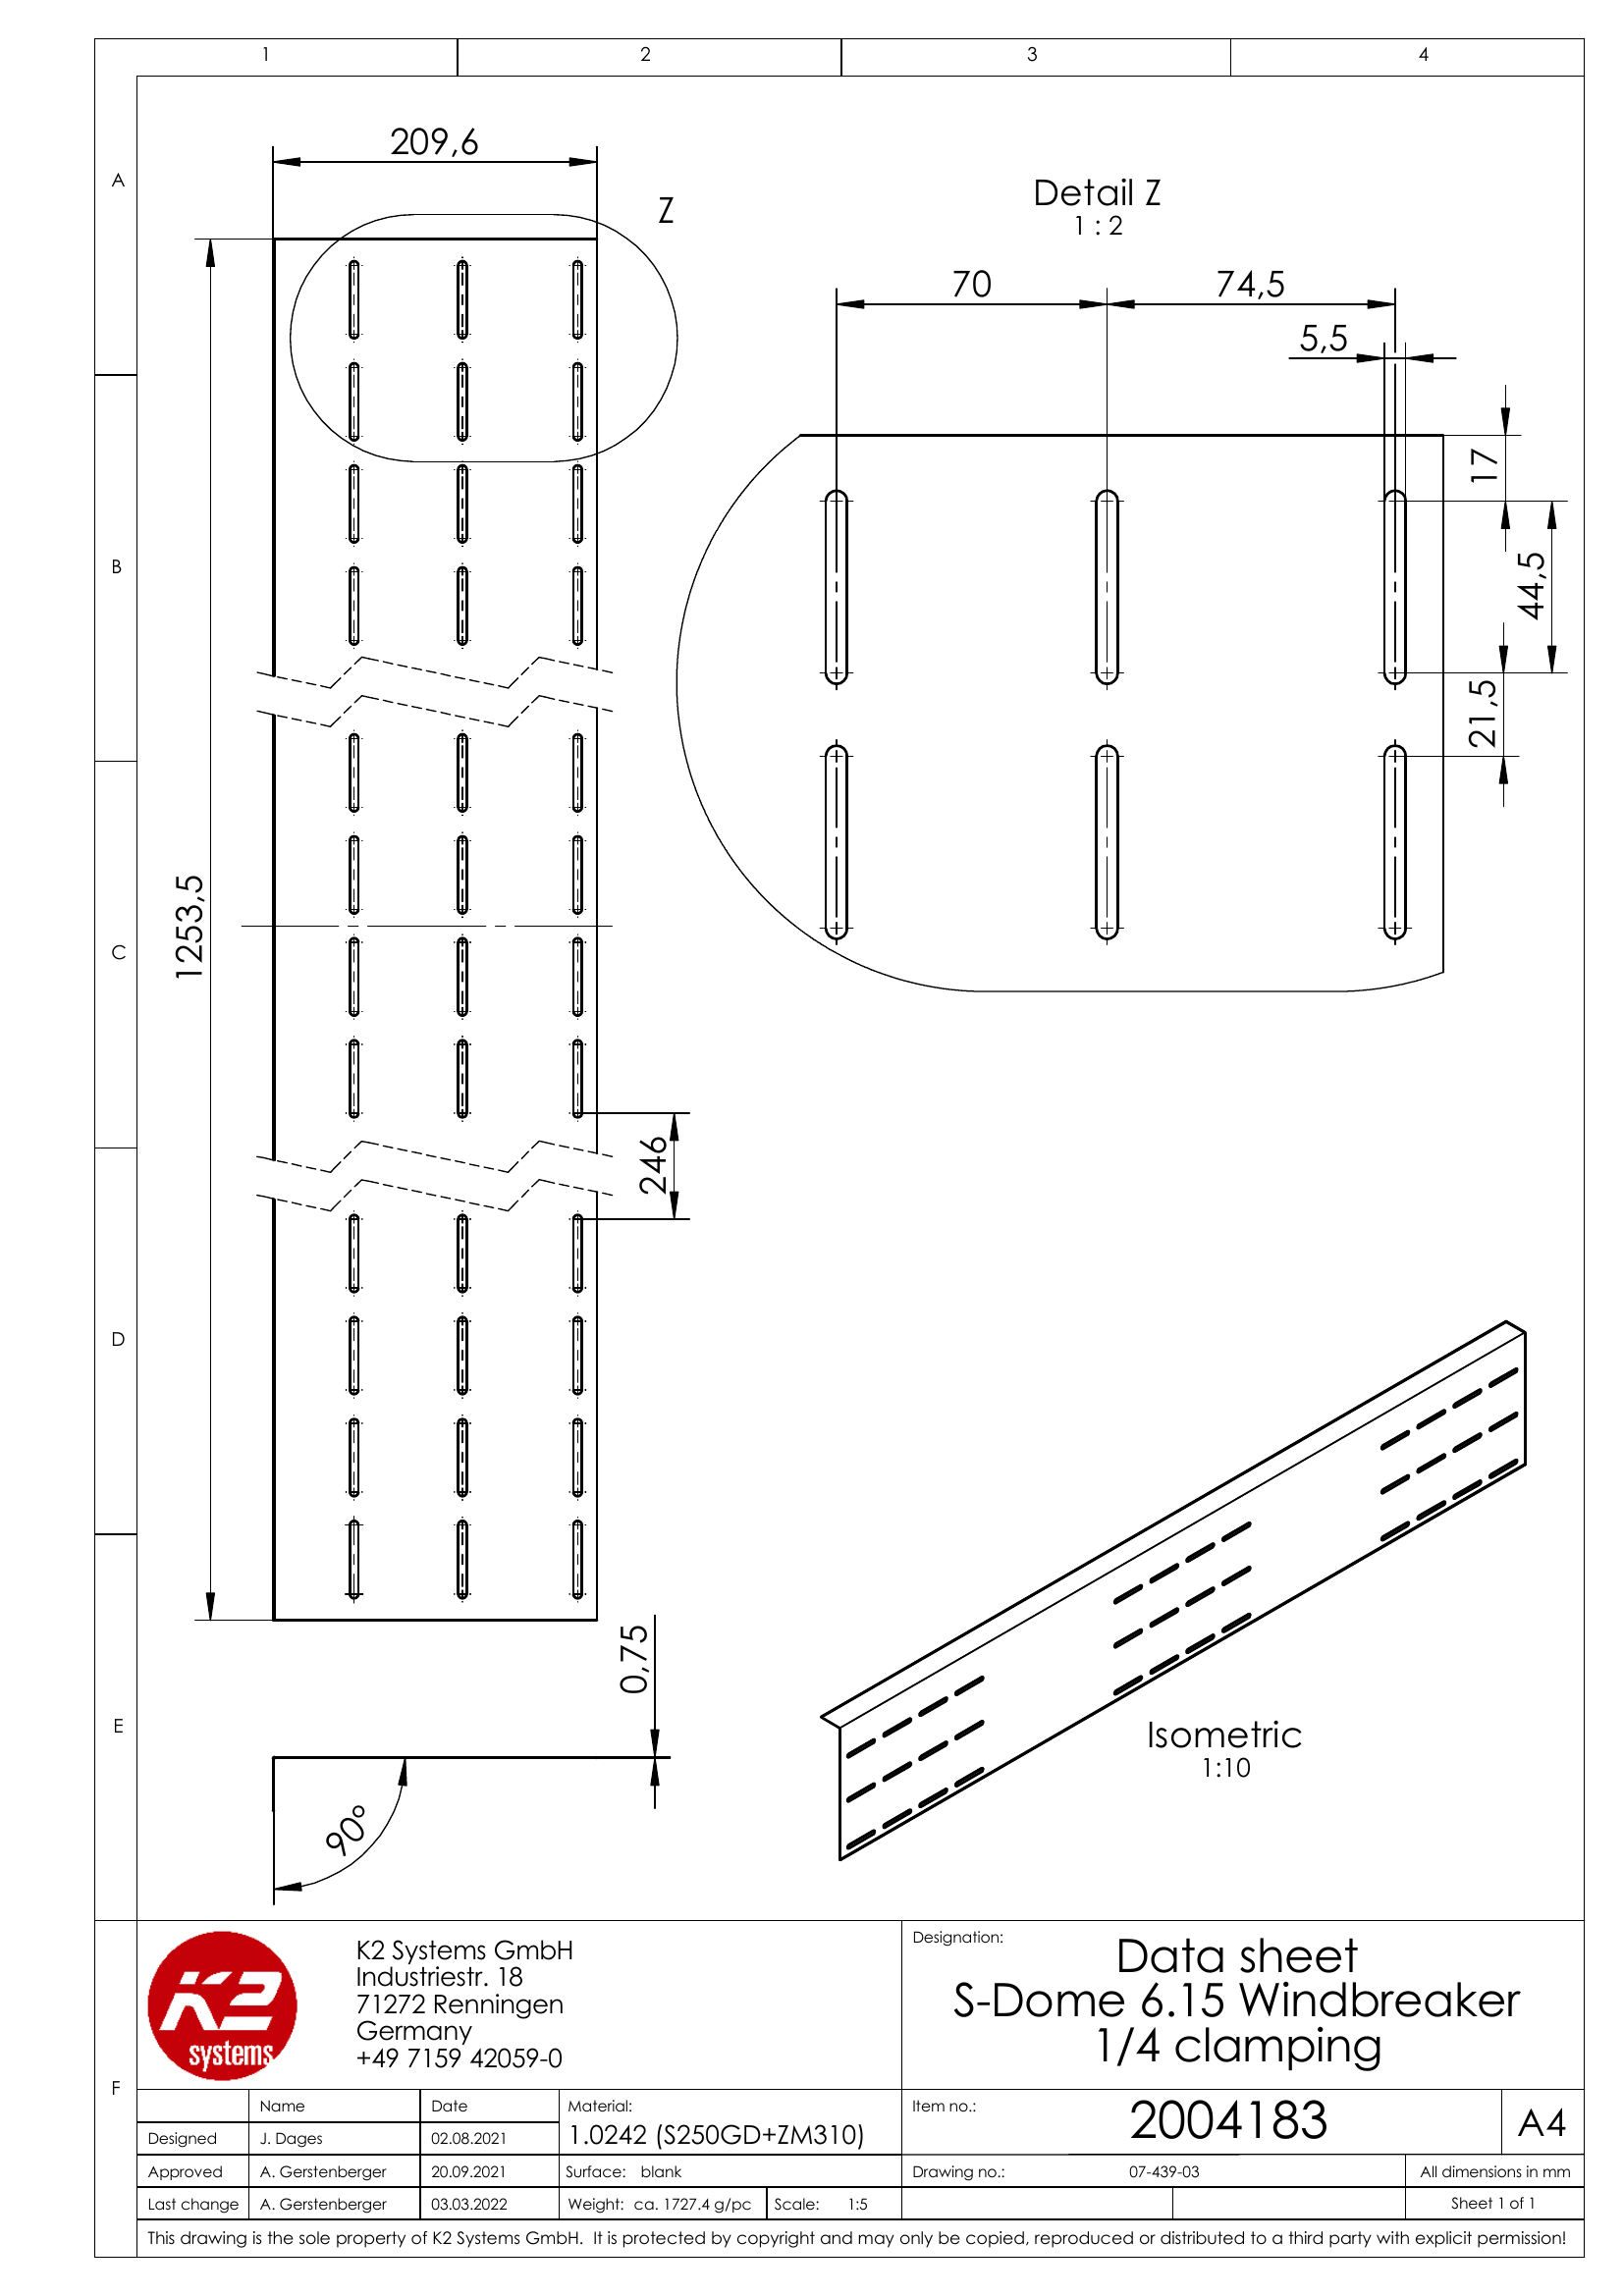 1 2 3 4
A
B
C
D
E
F
209,6
Z
1253,5
246
0,75
90°
Detail Z
1 : 2
70
74,5
5,5
17
44,5
21,5
Isometric
1:10
K2
systems
K2 Systems GmbH
Industriestr. 18
71272 Renningen
Germany
+49 7159 42059-0
Designation:
Data sheet
S-Dome 6.15 Windbreaker
1/4 clamping
Name Date Material:
1.0242 (S250GD+ZM310)
Item no.:
2004183
A4
Designed J. Dages 02.08.2021
Approved A. Gerstenberger 20.09.2021 Surface: blank Drawing no.: 07-439-03 All dimensions in mm
Last change A. Gerstenberger 03.03.2022 Weight: ca. 1727.4 g/pc Scale: 1:5 Sheet 1 of 1
This drawing is the sole property of K2 Systems GmbH. It is protected by copyright and may only be copied, reproduced or distributed to a third party with explicit permission!